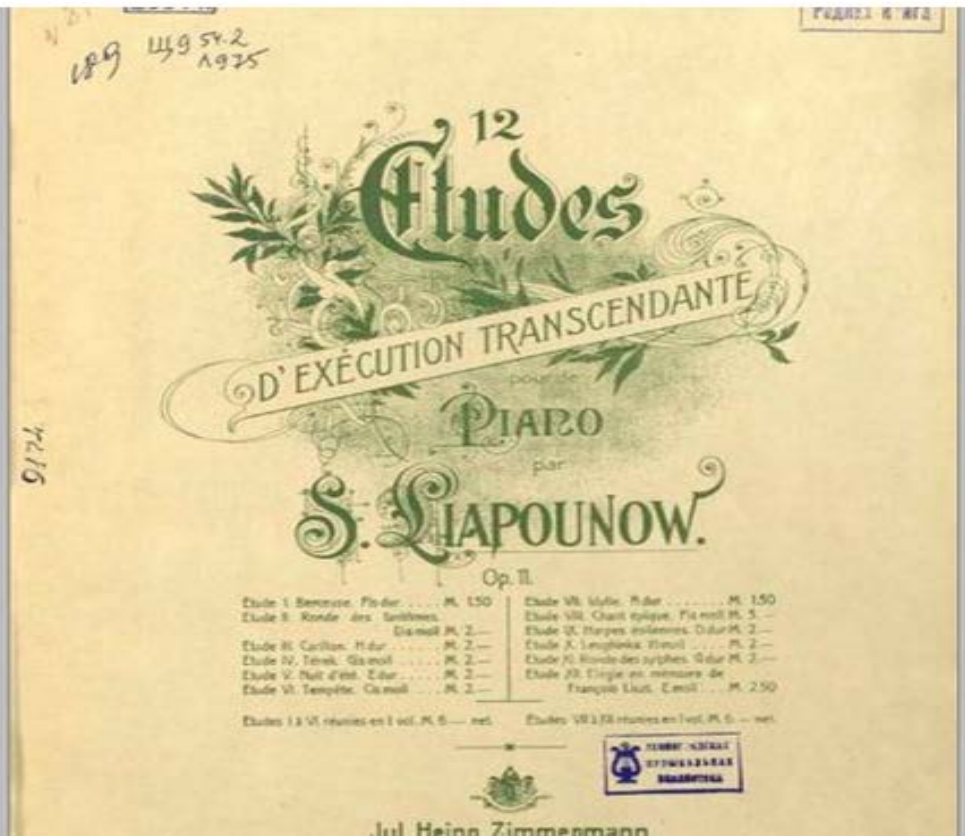 189 Щ9 54.2
Л975
9174
12
Etudes
D'EXÉCUTION TRANSCENDANTE
pour le
PIANO
par
S. LIAPOUNOW.
Op. 11.
Etude I. Berceuse. Fis dur .... M. 1.50
Etude II. Ronde des fantômes.
Dis moll. M. 2.—
Etude III. Carillon. H dur .... M. 2.—
Etude IV. Térek. Gis moll .... M. 2.—
Etude V. Nuit d'été. E dur .... M. 2.—
Etude VI. Tempête. Cis moll .... M. 2.—
Etudes I à VI réunies en 1 vol. M. 6.— net.
Etude VII. Idylle. A dur ........ M. 1.50
Etude VIII. Chant épique. Fis moll. M. 3.—
Etude IX. Harpes éoliennes. D dur M. 2.—
Etude X. Lesghinka. H moll ... M. 2.—
Etude XI. Ronde des sylphes. G dur M. 2.—
Etude XII. Elégie en mémoire de
François Liszt. E moll ... M. 2.50
Etudes VII à XII réunies en 1 vol. M. 6.— net.
БИБЛИОТЕКА
Jul. Heinr. Zimmermann